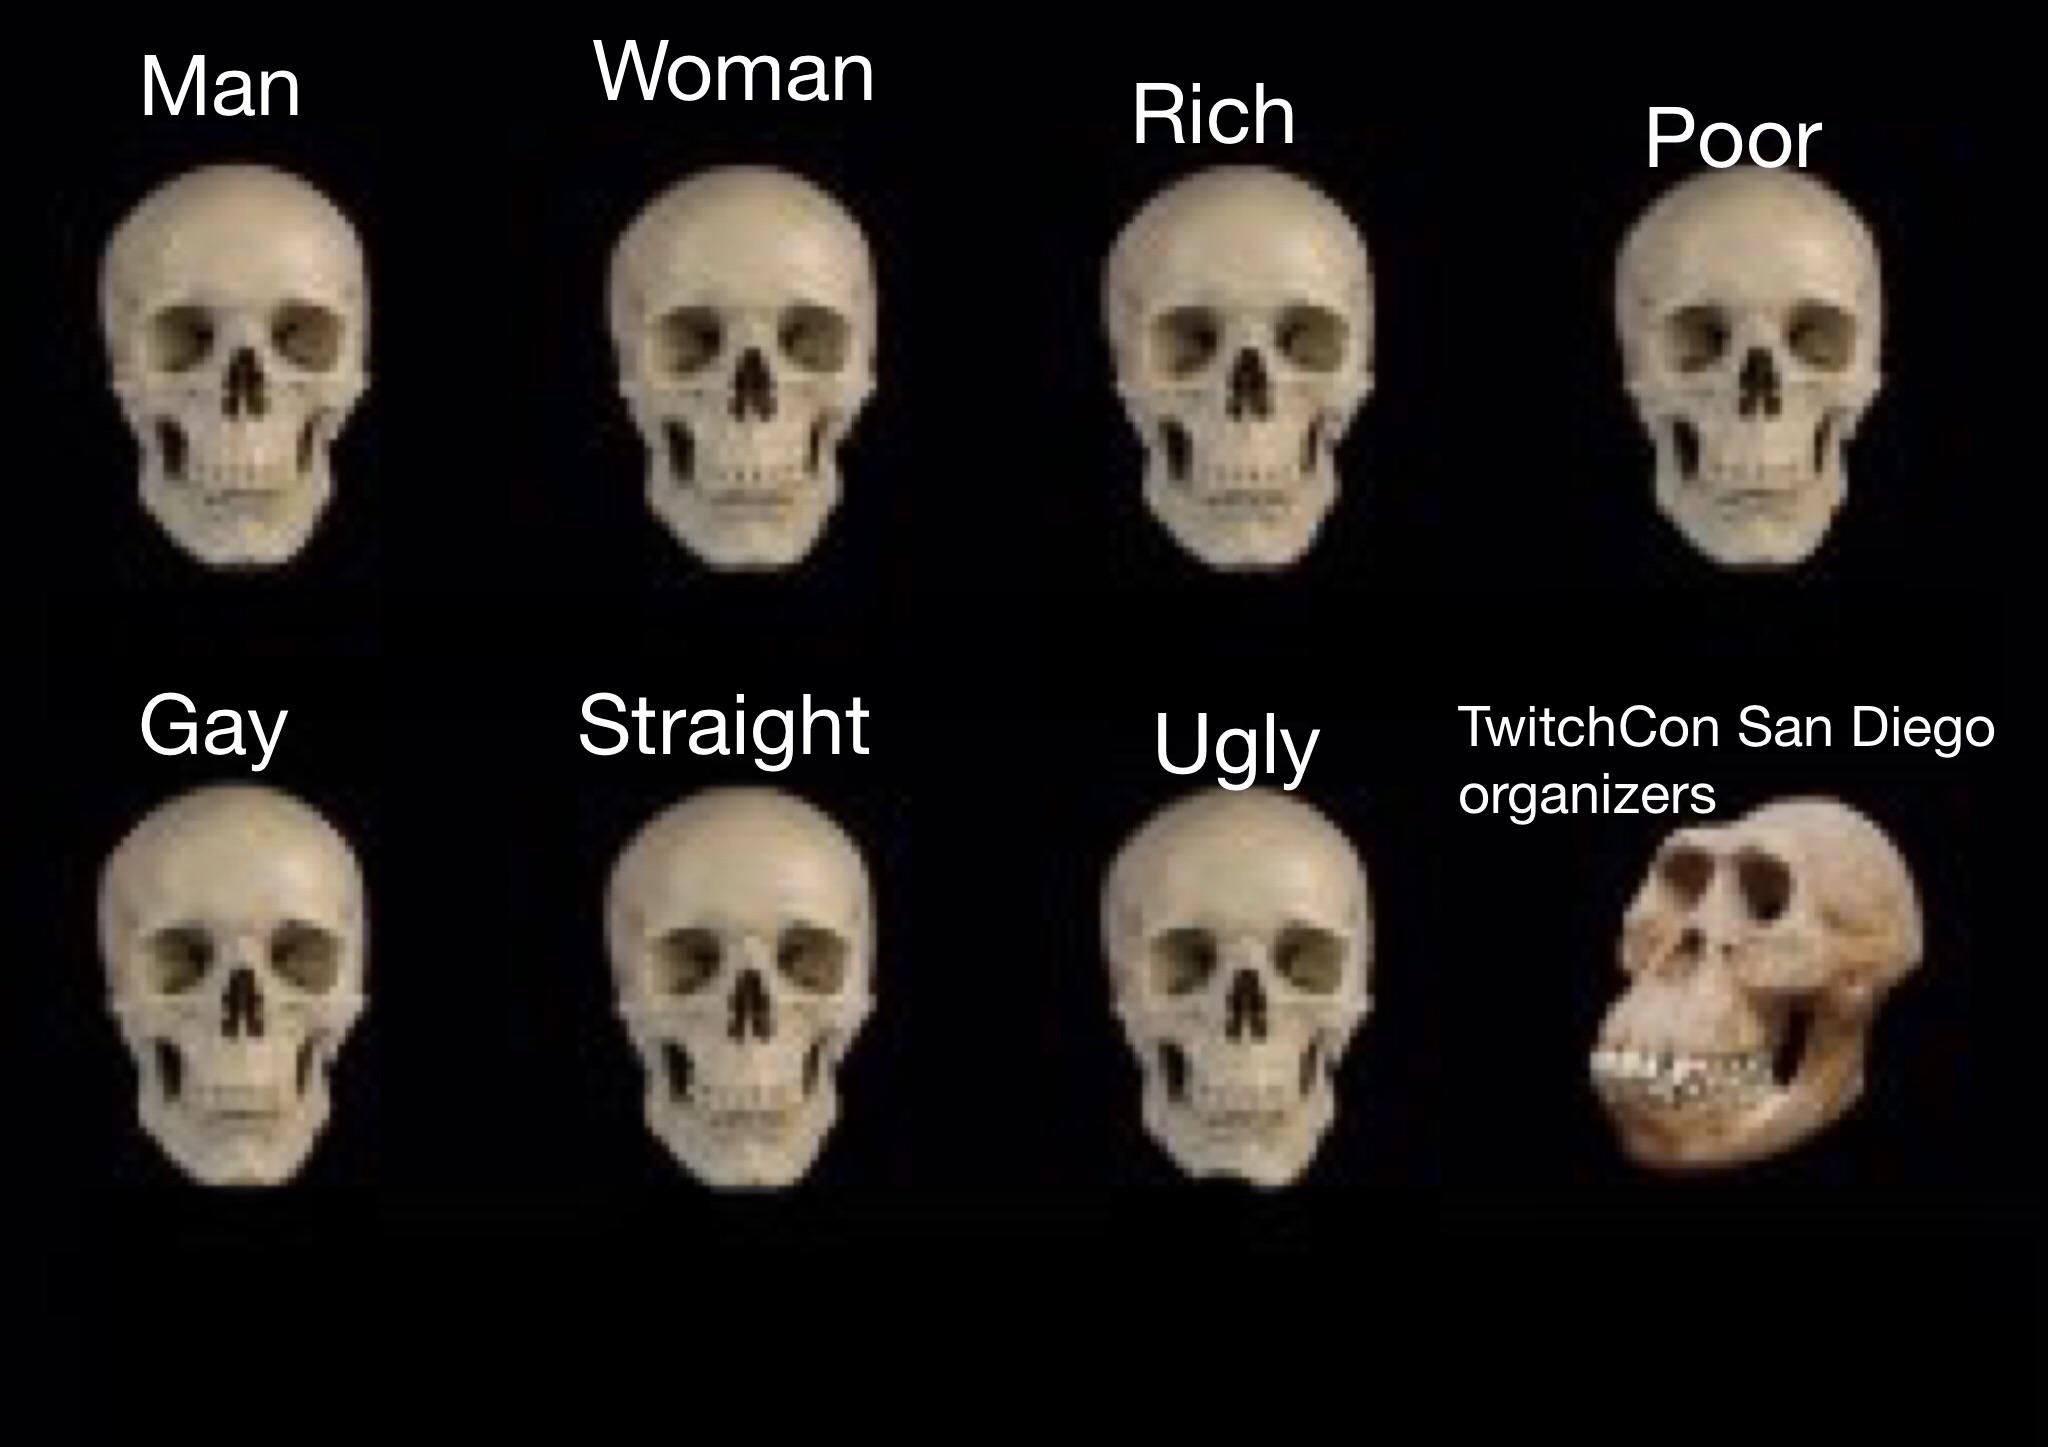 Man
Woman
Rich
Poor
Gay
Straight
Ugly
TwitchCon San Diego
organizers